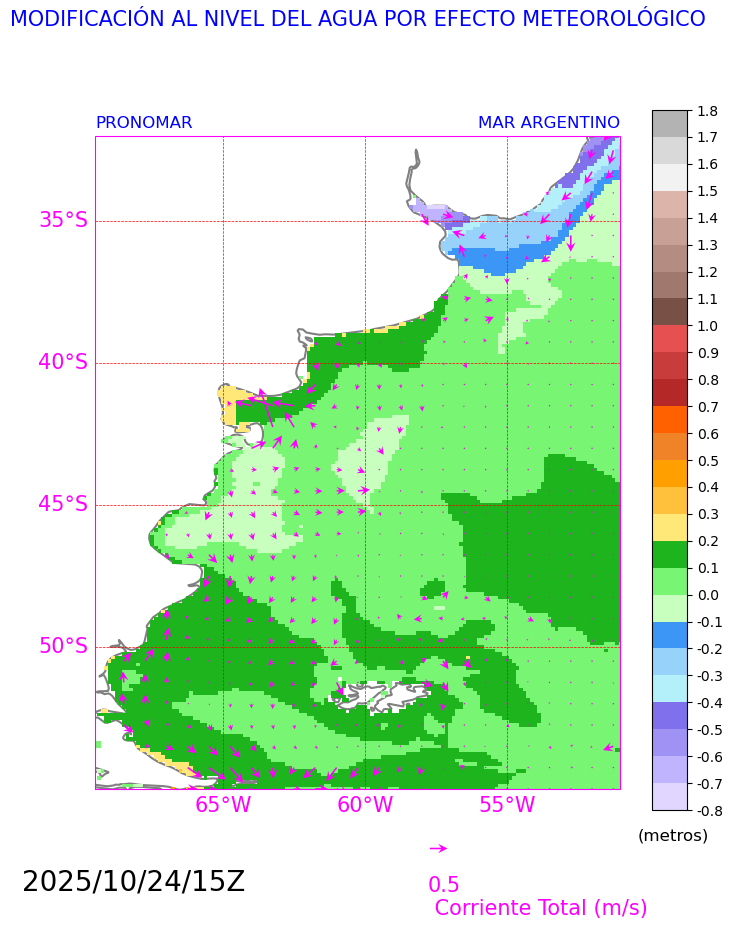 MODIFICACIÓN AL NIVEL DEL AGUA POR EFECTO METEOROLÓGICO
PRONOMAR
MAR ARGENTINO
35°S
40°S
45°S
50°S
65°W
60°W
55°W
1.8
1.7
1.6
1.5
1.4
1.3
1.2
1.1
1.0
0.9
0.8
0.7
0.6
0.5
0.4
0.3
0.2
0.1
0.0
-0.1
-0.2
-0.3
-0.4
-0.5
-0.6
-0.7
-0.8
(metros)
2025/10/24/15Z
0.5
Corriente Total (m/s)